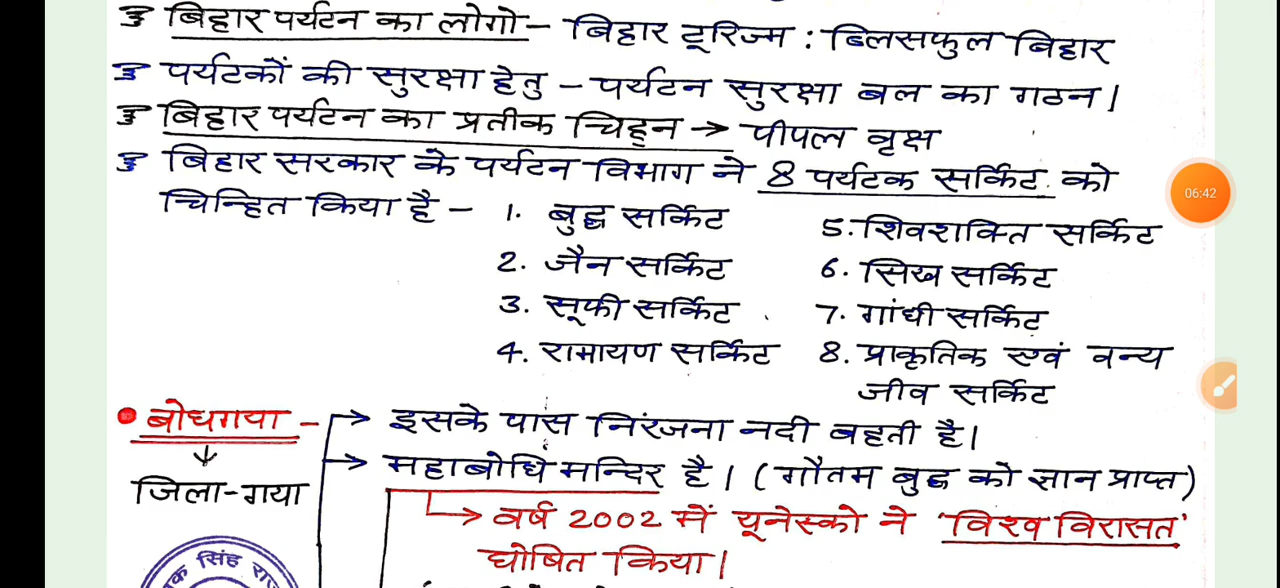 बिहार पर्यटन का लोगो - बिहार टूरिज्म : ब्लिसफुल बिहार
पर्यटकों की सुरक्षा हेतु - पर्यटन सुरक्षा बल का गठन।
बिहार पर्यटन का प्रतीक चिह्न → पीपल वृक्ष
बिहार सरकार के पर्यटन विभाग ने 8 पर्यटक सर्किट को
चिन्हित किया है -
1. बुद्ध सर्किट
2. जैन सर्किट
3. सूफी सर्किट
4. रामायण सर्किट
5. शिवशक्ति सर्किट
6. सिख सर्किट
7. गांधी सर्किट
8. प्राकृतिक एवं वन्य
जीव सर्किट
06:42
• बोधगया -
↓
जिला-गया
→ इसके पास निरंजना नदी बहती है।
→ महाबोधि मन्दिर है। (गौतम बुद्ध को ज्ञान प्राप्त)
→ वर्ष 2002 में यूनेस्को ने 'विश्व विरासत'
घोषित किया।
सिंह